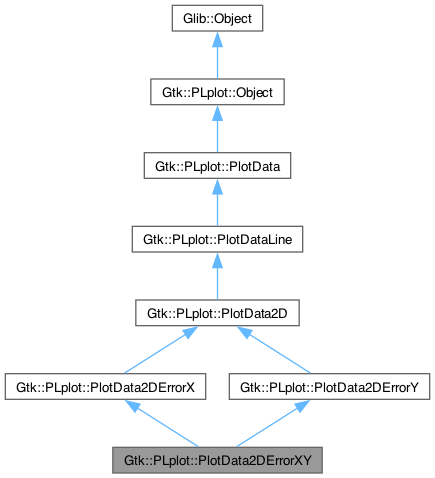 Glib::Object
Gtk::PLplot::Object
Gtk::PLplot::PlotData
Gtk::PLplot::PlotDataLine
Gtk::PLplot::PlotData2D
Gtk::PLplot::PlotData2DErrorX
Gtk::PLplot::PlotData2DErrorY
Gtk::PLplot::PlotData2DErrorXY